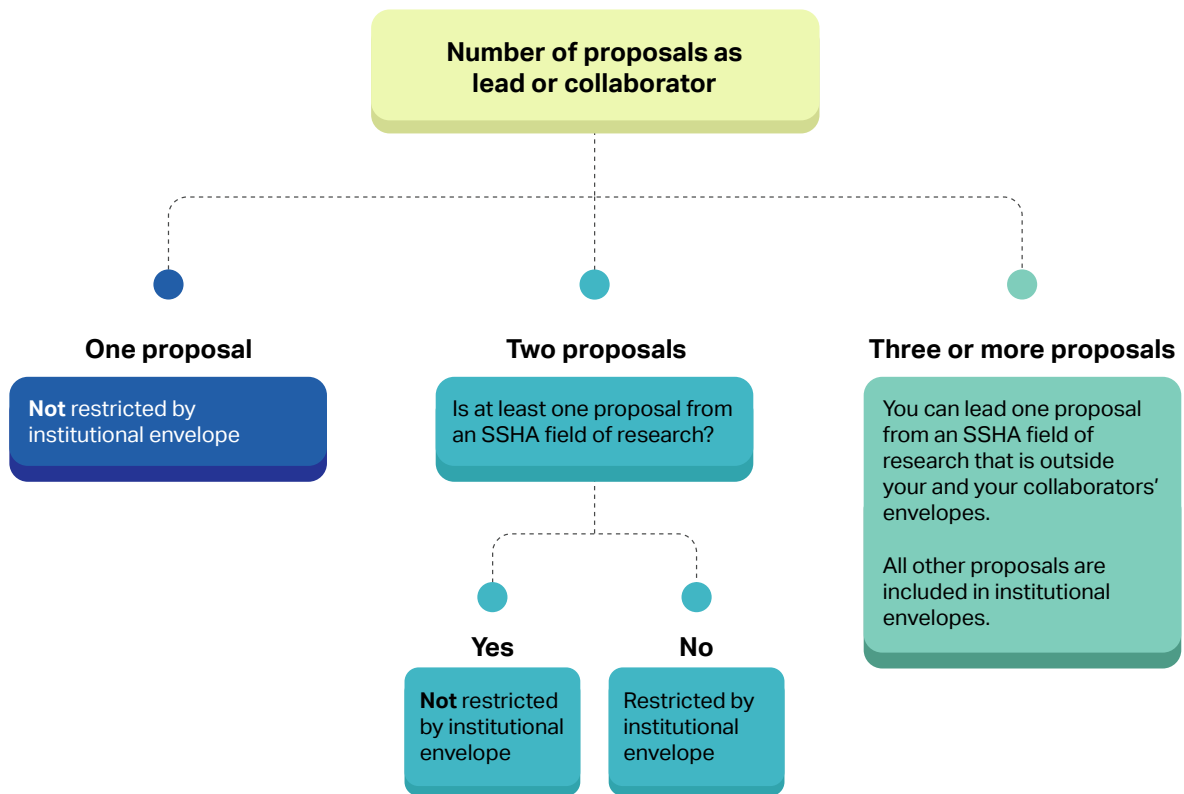 Number of proposals as
lead or collaborator
One proposal
Not restricted by
institutional envelope
Two proposals
Is at least one proposal from
an SSHA field of research?
Yes
Not restricted
by institutional
envelope
No
Restricted by
institutional
envelope
Three or more proposals
You can lead one proposal
from an SSHA field of
research that is outside
your and your collaborators’
envelopes.
All other proposals are
included in institutional
envelopes.